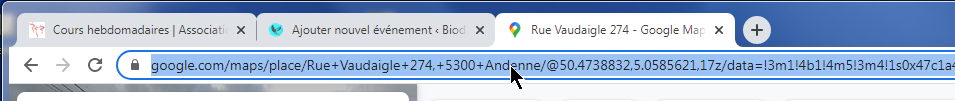 Cours hebdomadaires | Associati Ajouter nouvel événement ‹ Biod Rue Vaudaigle 274 - Google Map
google.com/maps/place/Rue+Vaudaigle+274,+5300+Andenne/@50.4738832,5.0585621,17z/data=!3m1!4b1!4m5!3m4!1s0x47c1a4